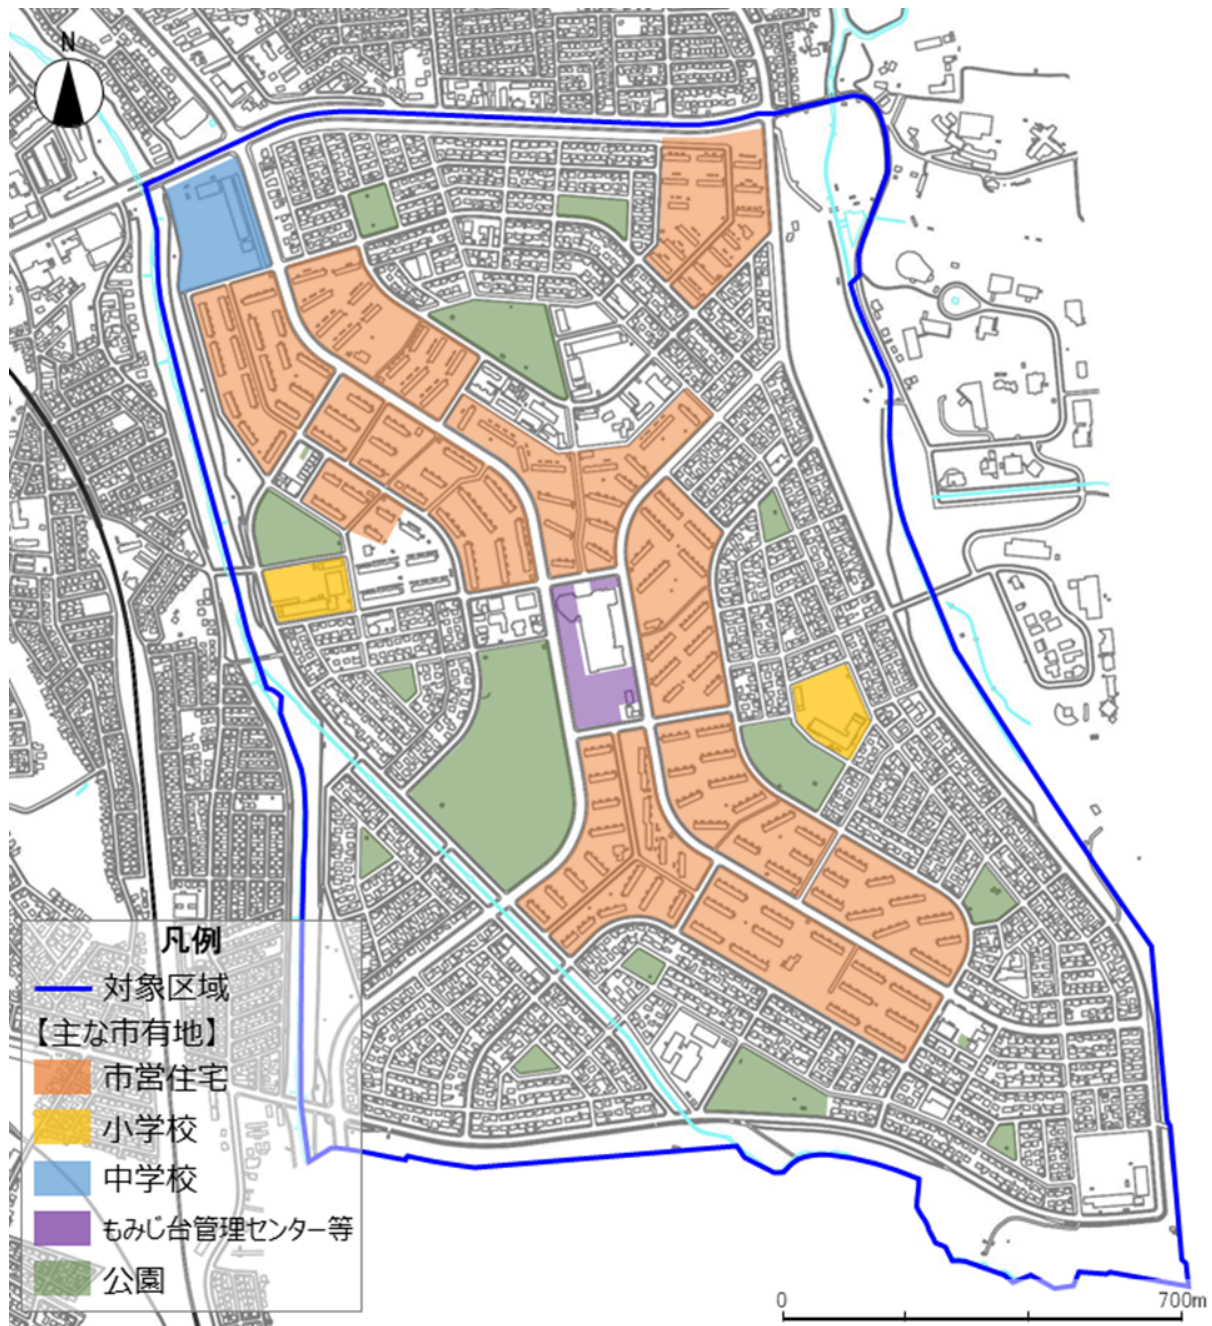 N
凡例
対象区域
【主な市有地】
市営住宅
小学校
中学校
もみじ台管理センター等
公園
0 700m